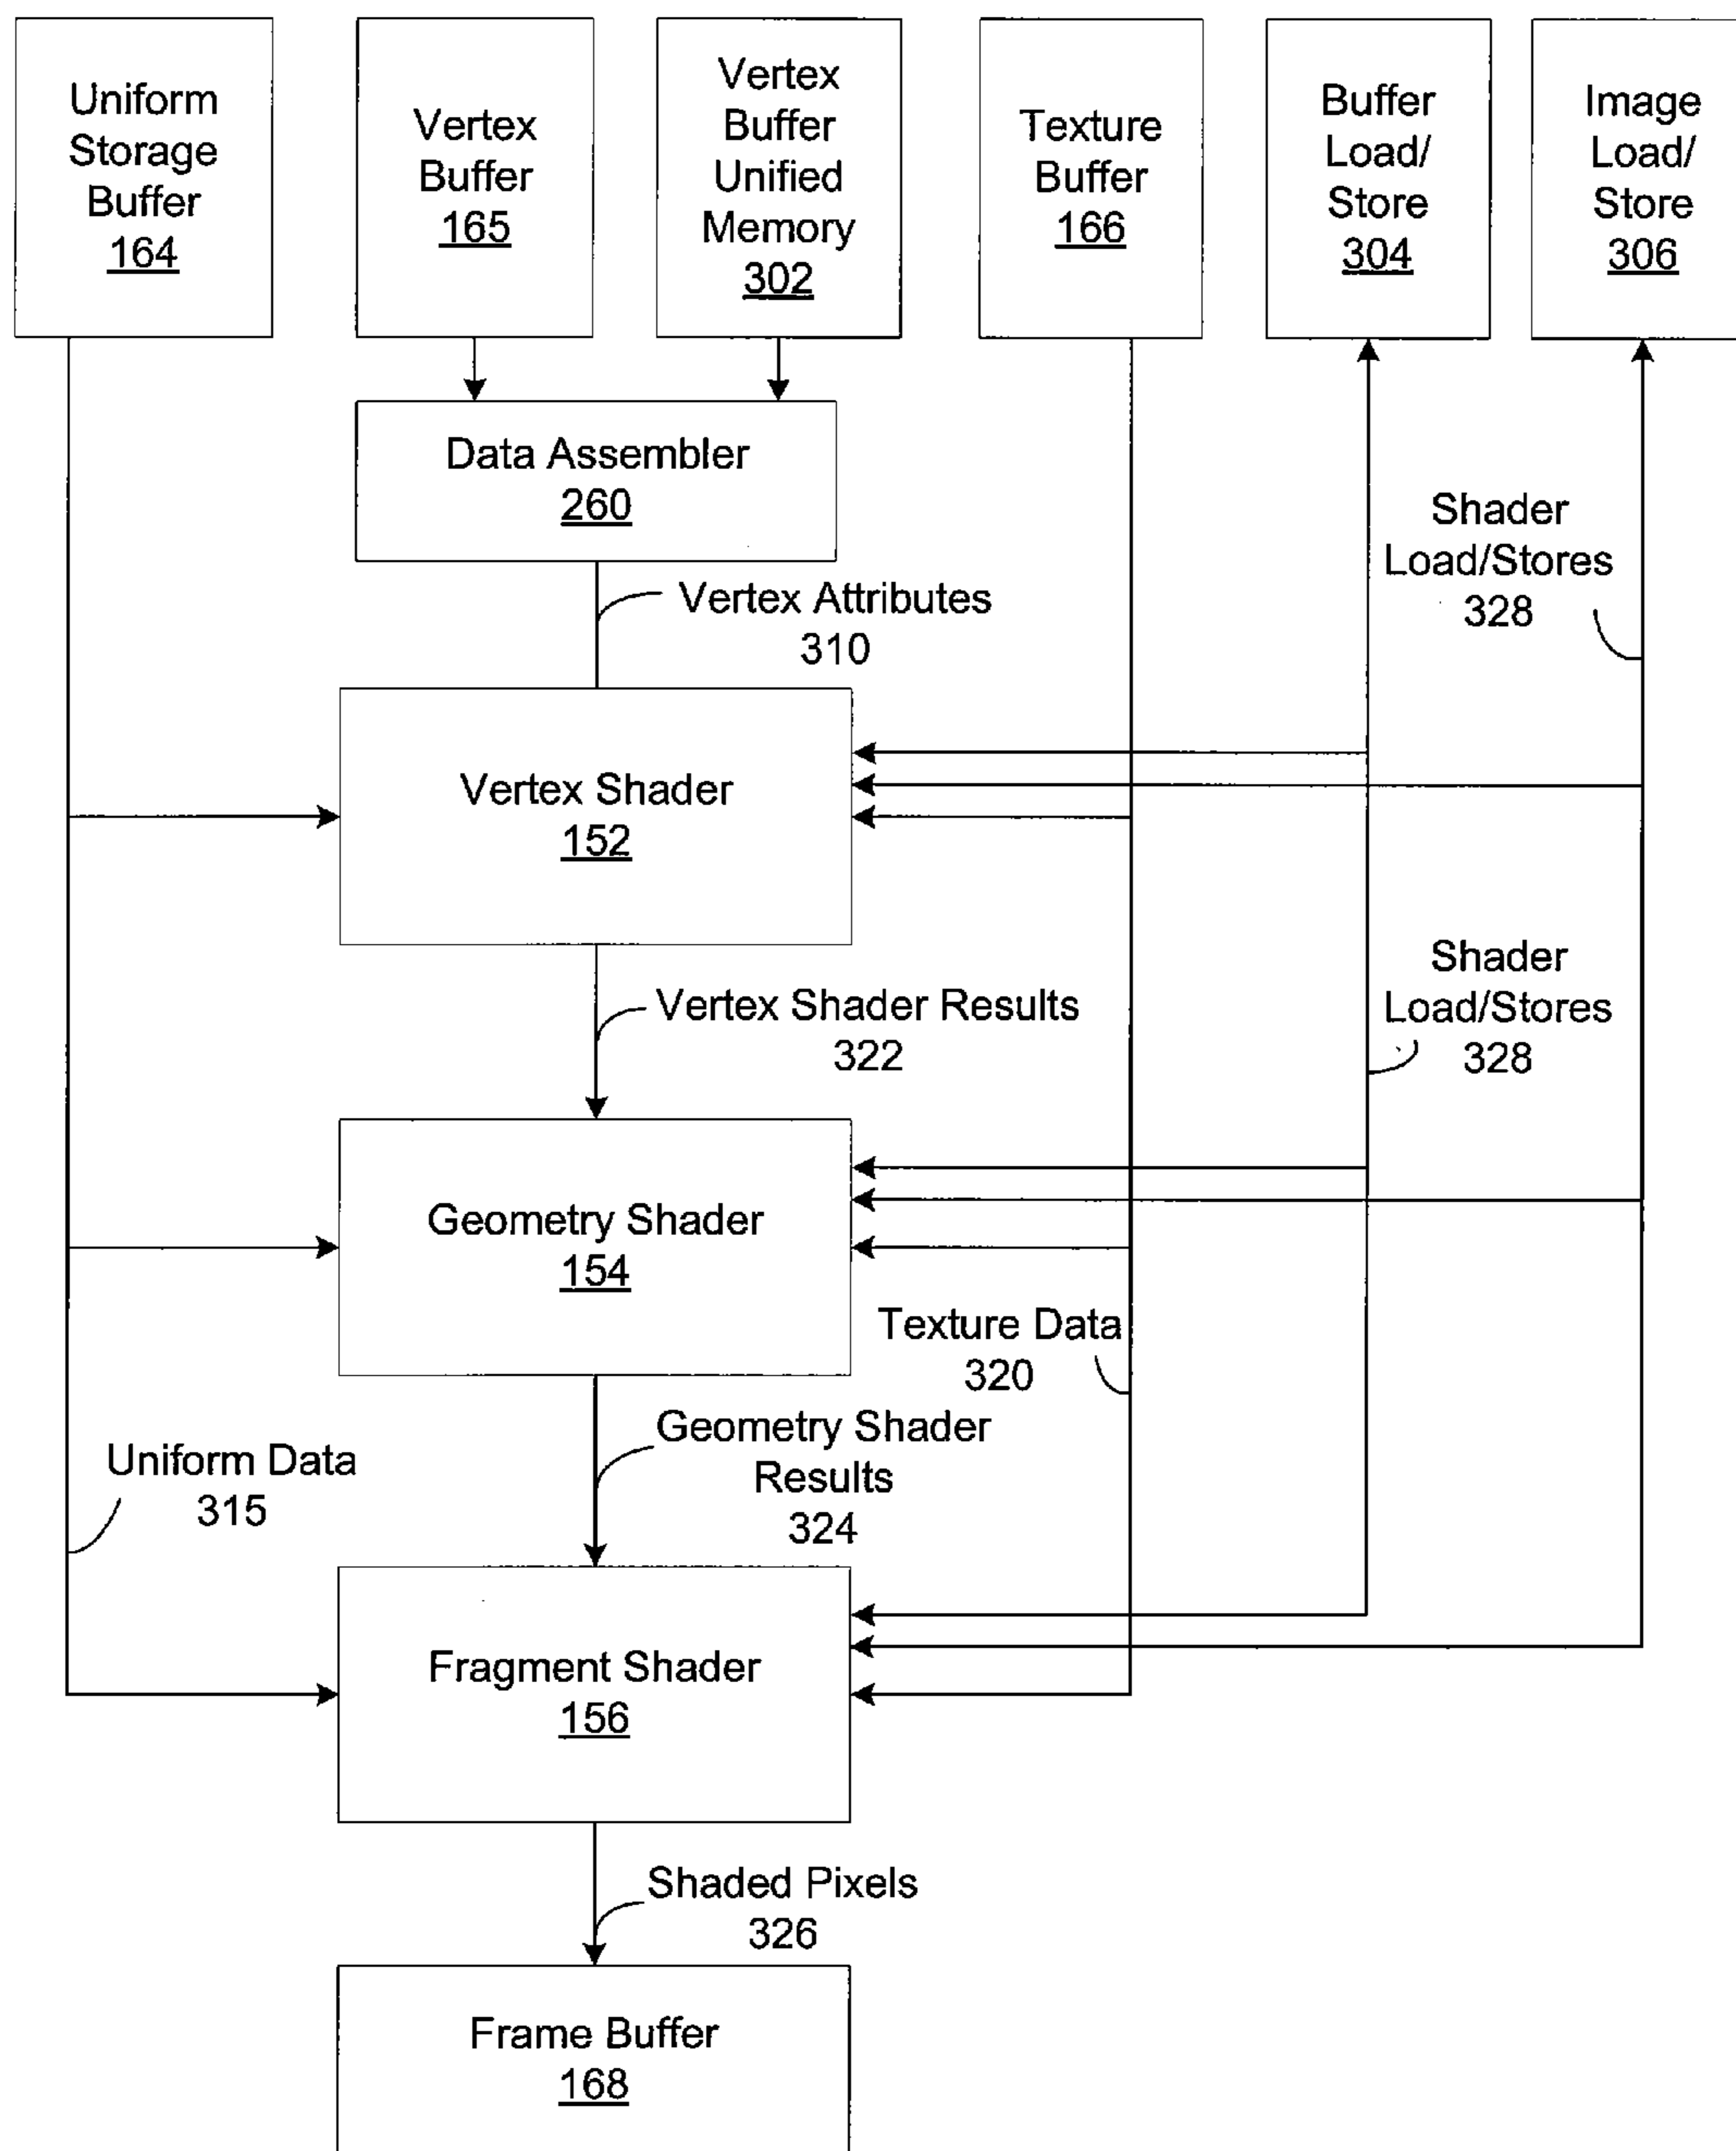 Uniform
Storage
Buffer
164
Vertex
Buffer
165
Vertex
Buffer
Unified
Memory
302
Texture
Buffer
166
Buffer
Load/
Store
304
Image
Load/
Store
306
Data Assembler
260
Shader
Load/Stores
328
Vertex Attributes
310
Vertex Shader
152
Shader
Load/Stores
328
Vertex Shader Results
322
Geometry Shader
154
Texture Data
320
Geometry Shader
Results
324
Uniform Data
315
Fragment Shader
156
Shaded Pixels
326
Frame Buffer
168